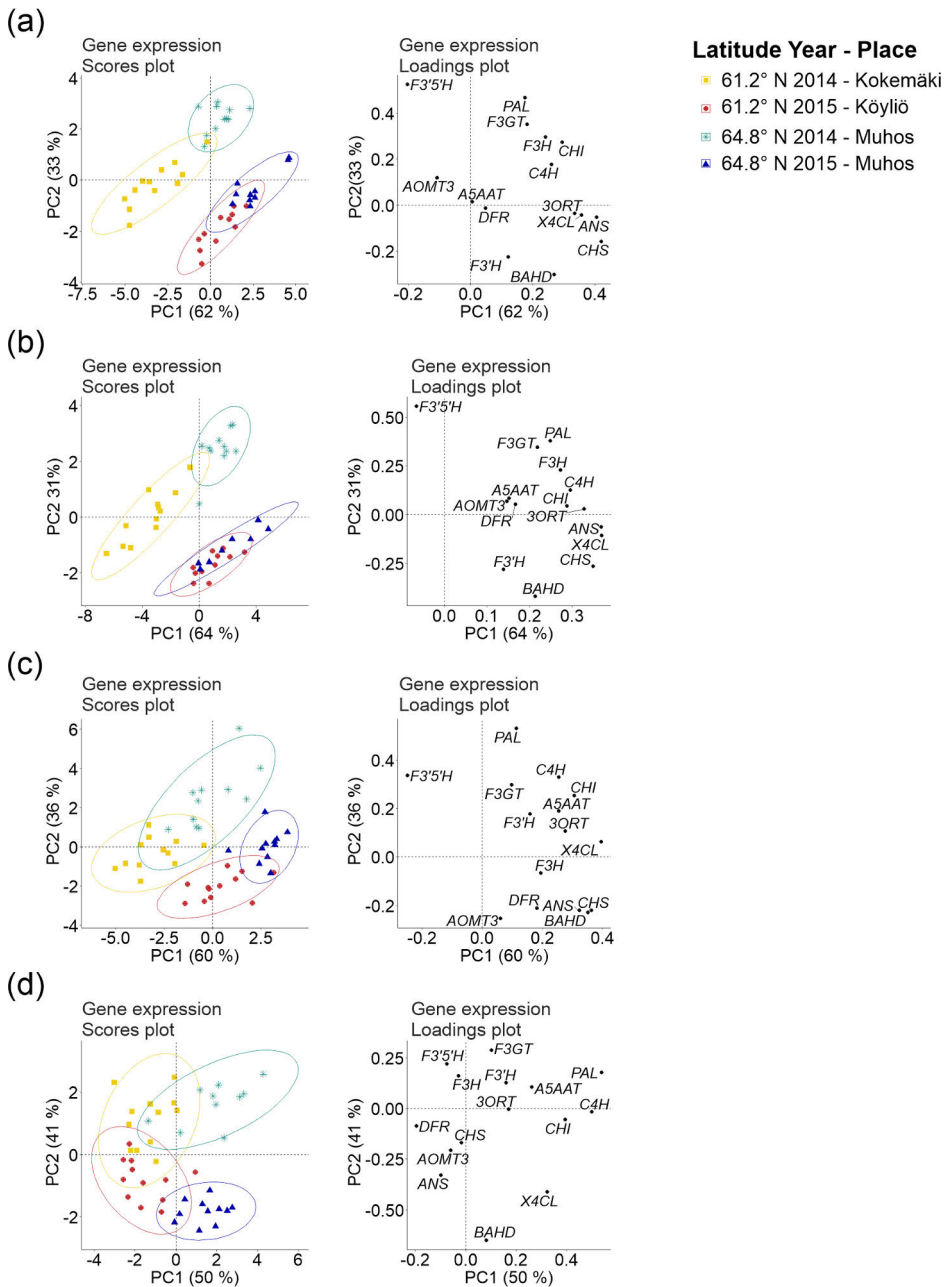 (a)
Gene expression
Scores plot
PC2 (33 %)
4
2
0
-2
-4
-7.5 -5.0 -2.5 0.0 2.5 5.0
PC1 (62 %)
Gene expression
Loadings plot
PC2(33 %)
0.4
0.2
0.0
-0.2
-0.2 0.0 0.2 0.4
PC1 (62 %)
F3'5'H
PAL
F3GT
F3H
CHI
C4H
AOMT3
A5AAT
DFR
3ORT
X4CL
ANS
CHS
F3'H
BAHD
Latitude Year - Place
61.2° N 2014 - Kokemäki
61.2° N 2015 - Köyliö
64.8° N 2014 - Muhos
64.8° N 2015 - Muhos
(b)
Gene expression
Scores plot
PC2 31%)
4
2
0
-2
-8 -4 0 4
PC1 (64 %)
Gene expression
Loadings plot
PC2 31%)
0.50
0.25
0.00
-0.25
0.0 0.1 0.2 0.3
PC1 (64 %)
F3'5'H
F3GT
PAL
F3H
C4H
A5AAT
CHI
AOMT3
DFR
3ORT
ANS
X4CL
CHS
F3'H
BAHD
(c)
Gene expression
Scores plot
PC2 (36 %)
6
4
2
0
-2
-4
-5.0 -2.5 0.0 2.5
PC1 (60 %)
Gene expression
Loadings plot
PC2 (36 %)
0.4
0.2
0.0
-0.2
-0.2 0.0 0.2 0.4
PC1 (60 %)
PAL
F3'5'H
C4H
F3GT
CHI
A5AAT
F3'H
3ORT
X4CL
F3H
DFR
ANS
CHS
AOMT3
BAHD
(d)
Gene expression
Scores plot
PC2 (41 %)
2
0
-2
-4 -2 0 2 4 6
PC1 (50 %)
Gene expression
Loadings plot
PC2 (41 %)
0.25
0.00
-0.25
-0.50
-0.2 0.0 0.2 0.4
PC1 (50 %)
F3GT
F3'5'H
F3'H
PAL
F3H
A5AAT
3ORT
C4H
DFR
CHS
CHI
AOMT3
ANS
X4CL
BAHD